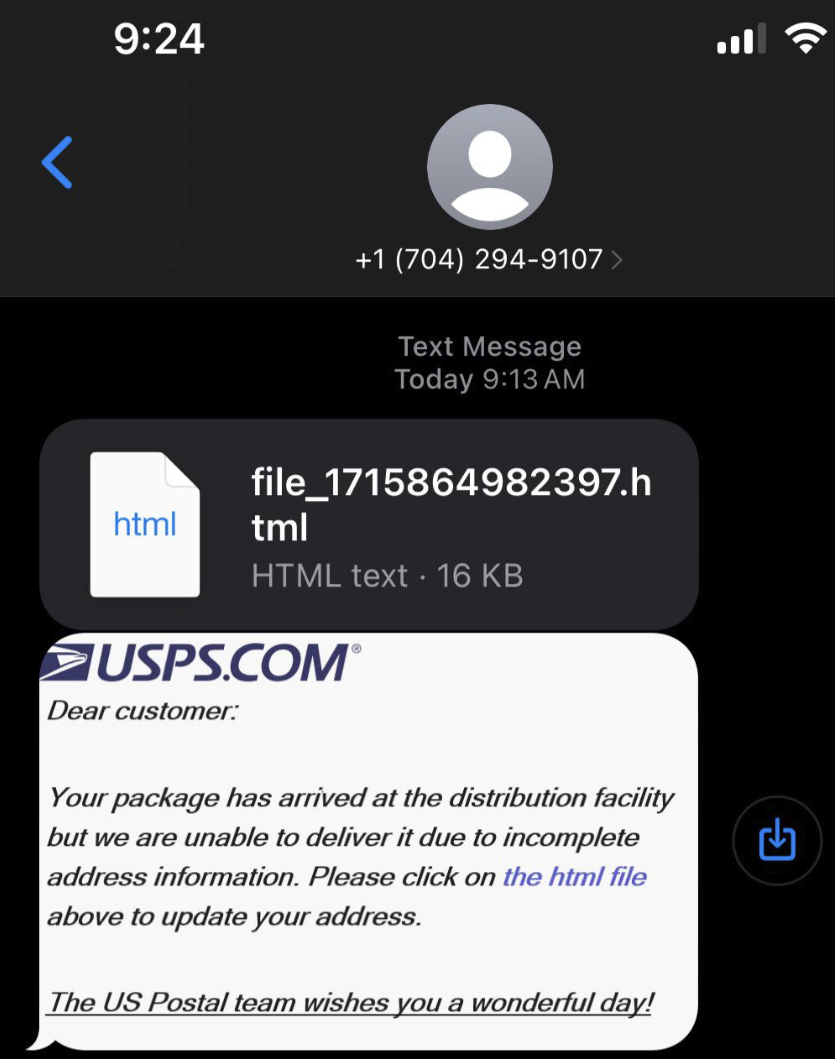 9:24
+1 (704) 294-9107
Text Message
Today 9:13 AM
html
file_1715864982397.h
tml
HTML text · 16 KB
USPS.COM®
Dear customer:
Your package has arrived at the distribution facility
but we are unable to deliver it due to incomplete
address information. Please click on the html file
above to update your address.
The US Postal team wishes you a wonderful day!